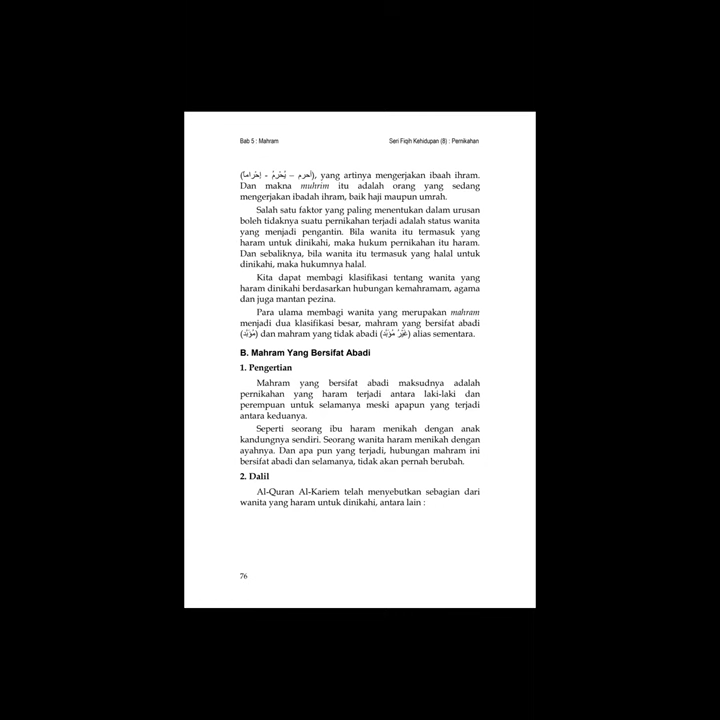 Bab 5 : Mahram Seri Fiqih Kehidupan (8) : Pernikahan
(أحرم – يُحْرِمُ - إِحْرَاماً), yang artinya mengerjakan ibaah ihram.
Dan makna muhrim itu adalah orang yang sedang
mengerjakan ibadah ihram, baik haji maupun umrah.
Salah satu faktor yang paling menentukan dalam urusan
boleh tidaknya suatu pernikahan terjadi adalah status wanita
yang menjadi pengantin. Bila wanita itu termasuk yang
haram untuk dinikahi, maka hukum pernikahan itu haram.
Dan sebaliknya, bila wanita itu termasuk yang halal untuk
dinikahi, maka hukumnya halal.
Kita dapat membagi klasifikasi tentang wanita yang
haram dinikahi berdasarkan hubungan kemahramam, agama
dan juga mantan pezina.
Para ulama membagi wanita yang merupakan mahram
menjadi dua klasifikasi besar, mahram yang bersifat abadi
(مُؤَبَّد) dan mahram yang tidak abadi (غَيْرُ مُؤَبَّد) alias sementara.
B. Mahram Yang Bersifat Abadi
1. Pengertian
Mahram yang bersifat abadi maksudnya adalah
pernikahan yang haram terjadi antara laki-laki dan
perempuan untuk selamanya meski apapun yang terjadi
antara keduanya.
Seperti seorang ibu haram menikah dengan anak
kandungnya sendiri. Seorang wanita haram menikah dengan
ayahnya. Dan apa pun yang terjadi, hubungan mahram ini
bersifat abadi dan selamanya, tidak akan pernah berubah.
2. Dalil
Al-Quran Al-Kariem telah menyebutkan sebagian dari
wanita yang haram untuk dinikahi, antara lain :
76